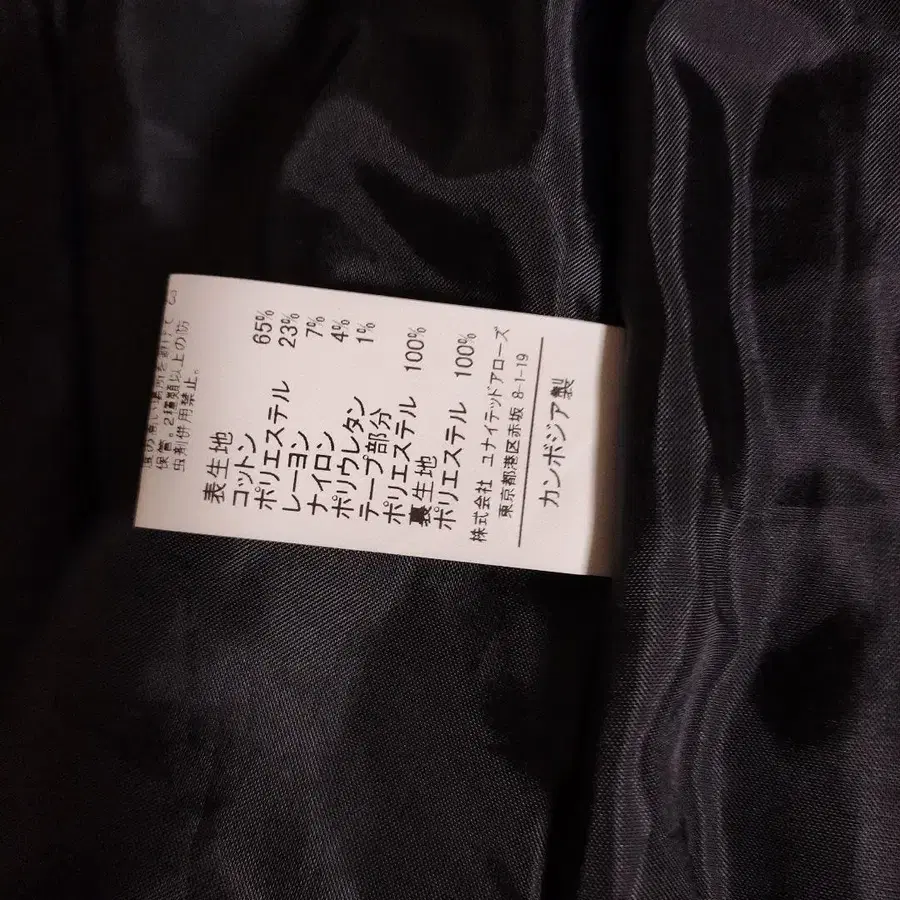 保管。2種類以上の防
虫剤併用禁止。
表生地
コットン 65%
ポリエステル 23%
レーヨン 7%
ナイロン 4%
ポリウレタン 1%
テープ部分
ポリエステル 100%
裏生地
ポリエステル 100%
株式会社 ユナイテッドアローズ
東京都港区赤坂 8-1-19
カンボジア製